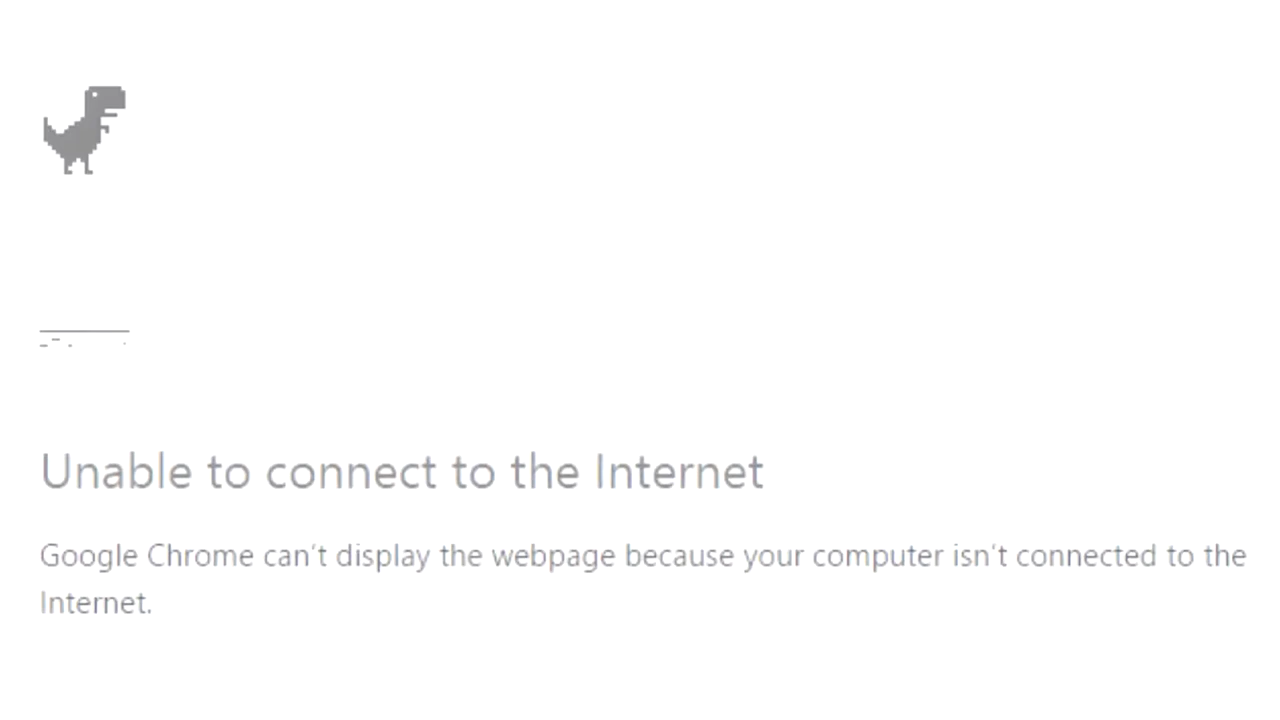 Unable to connect to the Internet
Google Chrome can't display the webpage because your computer isn't connected to the
Internet.